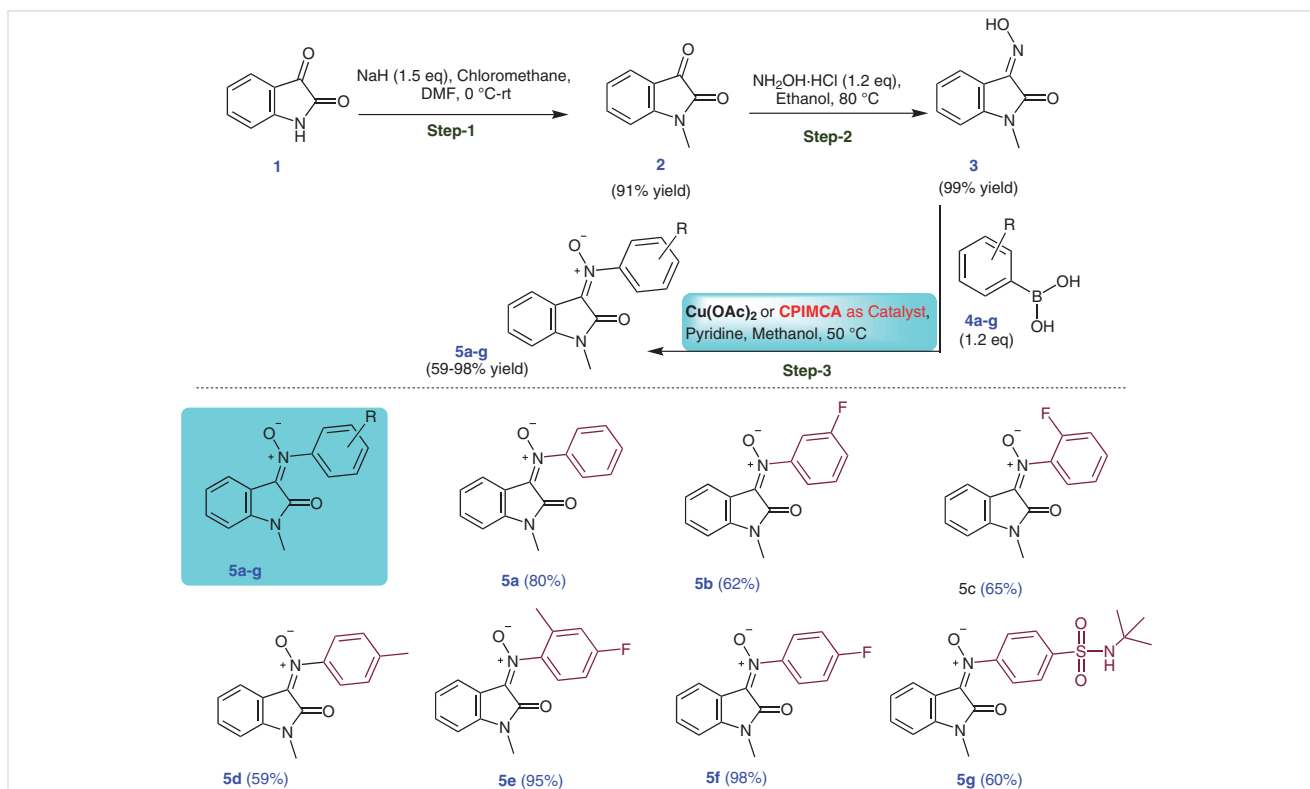 O
O
N
H
1
NaH (1.5 eq), Chloromethane,
DMF, 0 °C-rt
Step-1
O
O
N
2
(91% yield)
NH₂OH·HCl (1.2 eq),
Ethanol, 80 °C
Step-2
HO
N
O
N
3
(99% yield)
R
O⁻
N⁺
O
N
5a-g
(59-98% yield)
Cu(OAc)₂ or CPIMCA as Catalyst,
Pyridine, Methanol, 50 °C
Step-3
R
B
OH
OH
4a-g
(1.2 eq)
R
O⁻
N⁺
O
N
5a-g
O⁻
N⁺
O
N
5a (80%)
F
O⁻
N⁺
O
N
5b (62%)
F
O⁻
N⁺
O
N
5c (65%)
O⁻
N⁺
O
N
5d (59%)
O⁻
N⁺
F
O
N
5e (95%)
O⁻
N⁺
F
O
N
5f (98%)
O⁻
N⁺
O
S
O
N
H
O
N
5g (60%)